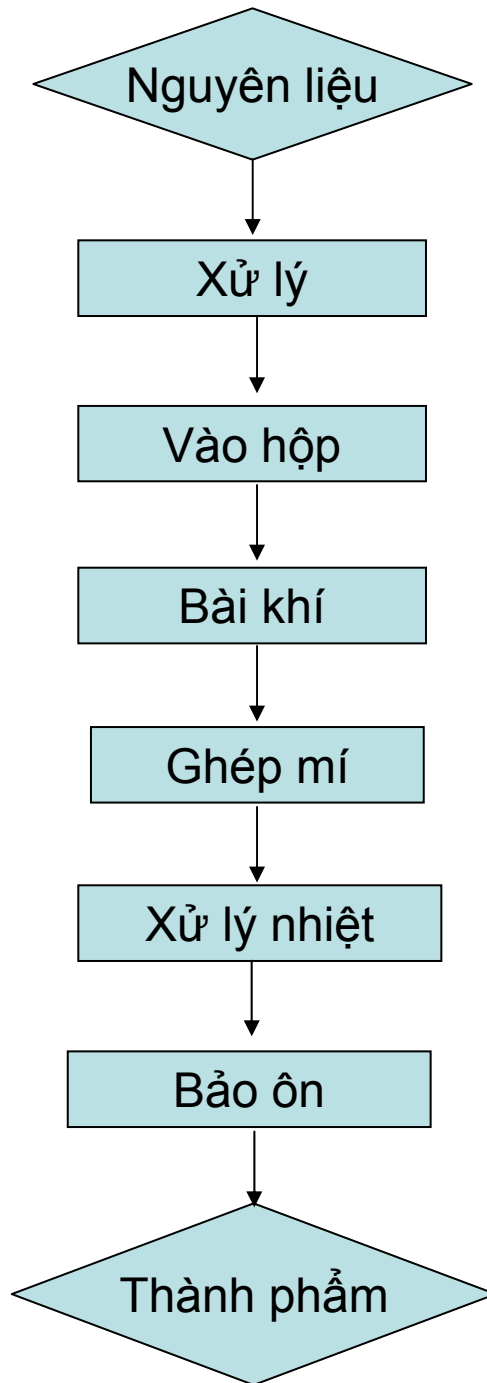 Nguyên liệu
Xử lý
Vào hộp
Bài khí
Ghép mí
Xử lý nhiệt
Bảo ôn
Thành phẩm